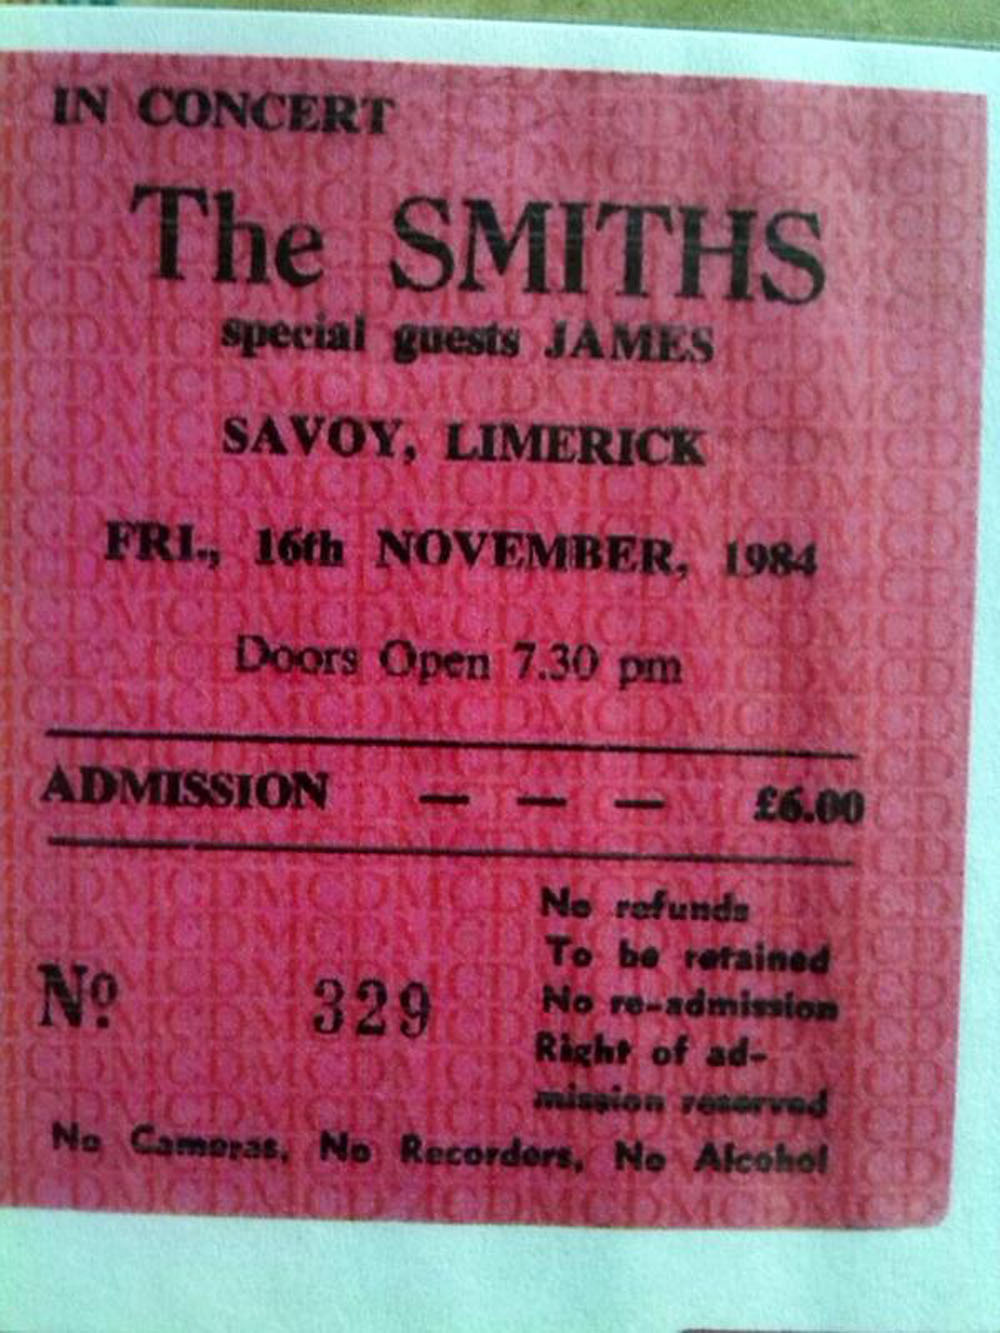 IN CONCERT
The SMITHS
special guests JAMES
SAVOY, LIMERICK
FRI., 16th NOVEMBER, 1984
Doors Open 7.30 pm
ADMISSION — — — £6.00
No refunds
To be retained
No re-admission
Right of ad-
mission reserved
Nº 329
No Cameras, No Recorders, No Alcohol